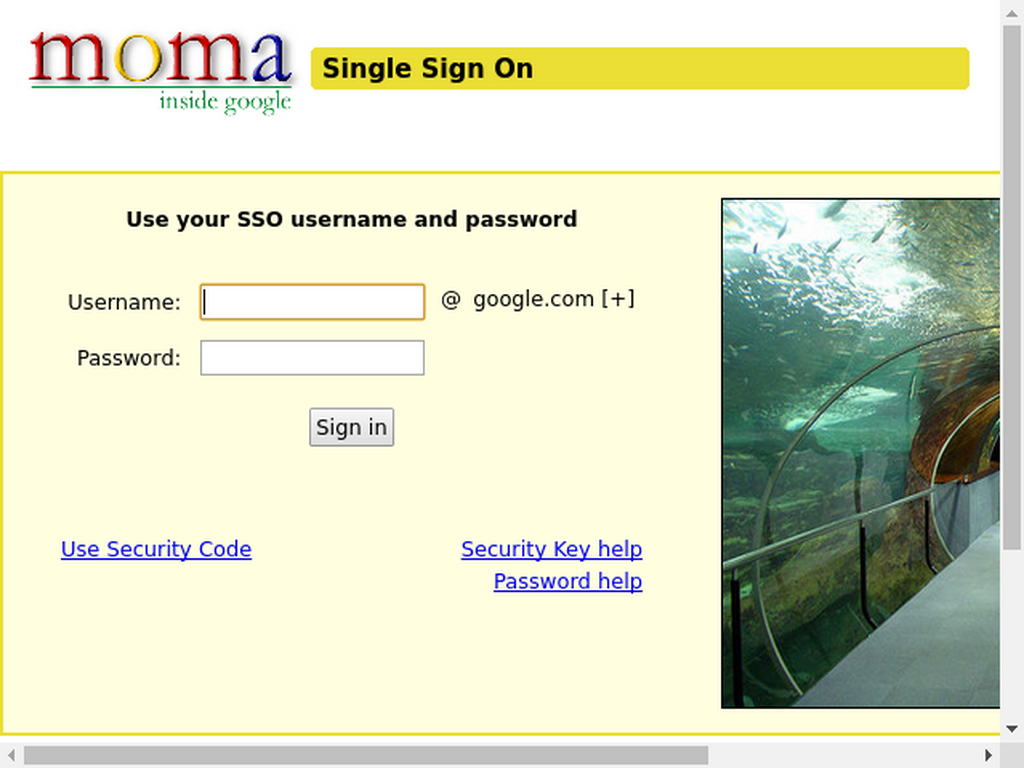 moma
inside google
Single Sign On
Use your SSO username and password
Username:
@ google.com [+]
Password:
Sign in
Use Security Code
Security Key help
Password help